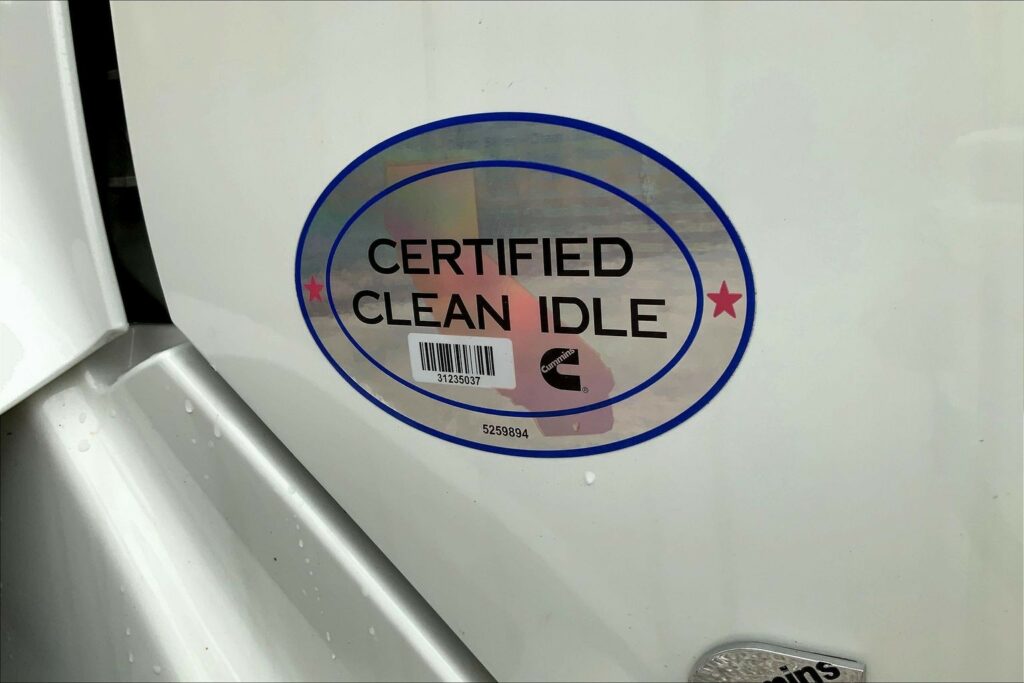 CERTIFIED
CLEAN IDLE
31235037
Cummins
®
5259894